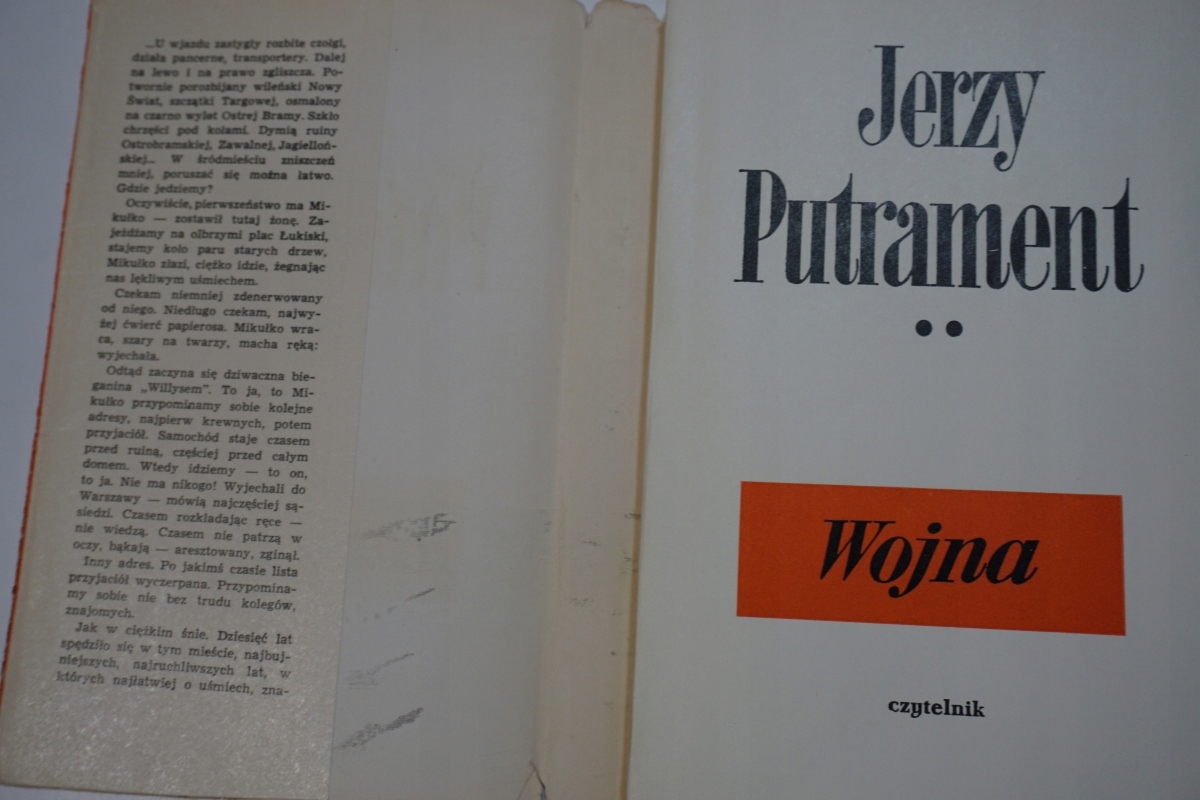 ...U wjazdu zastygły rozbite czołgi,
działa pancerne, transportery. Dalej
na lewo i na prawo zgliszcza. Po-
twornie porozbijany wileński Nowy
Świat, szczątki Targowej, osmalony
na czarno wylot Ostrej Bramy. Szkło
chrzęści pod kołami. Dymią ruiny
Ostrobramskiej, Zawalnej, Jagielloń-
skiej... W śródmieściu zniszczeń
mniej, poruszać się można łatwo.
Gdzie jedziemy?
Oczywiście, pierwszeństwo ma Mi-
kułko — zostawił tutaj żonę. Za-
jeżdżamy na olbrzymi plac Łukiski,
stajemy koło paru starych drzew,
Mikułko złazi, ciężko idzie, żegnając
nas lękliwym uśmiechem.
Czekam niemniej zdenerwowany
od niego. Niedługo czekam, najwy-
żej ćwierć papierosa. Mikułko wra-
ca, szary na twarzy, macha ręką:
wyjechała.
Odtąd zaczyna się dziwaczna bie-
ganina „Willysem". To ja, to Mi-
kułko przypominamy sobie kolejne
adresy, najpierw krewnych, potem
przyjaciół. Samochód staje czasem
przed ruiną, częściej przed całym
domem. Wtedy idziemy — to on,
to ja. Nie ma nikogo! Wyjechali do
Warszawy — mówią najczęściej są-
siedzi. Czasem rozkładając ręce —
nie wiedzą. Czasem nie patrzą w
oczy, bąkają — aresztowany, zginął.
Inny adres. Po jakimś czasie lista
przyjaciół wyczerpana. Przypomina-
my sobie nie bez trudu kolegów,
znajomych.
Jak w ciężkim śnie. Dziesięć lat
spędziło się w tym mieście, najbuj-
niejszych, najruchliwszych lat, w
których najłatwiej o uśmiech, zna-
Jerzy
Putrament
••
Wojna
czytelnik